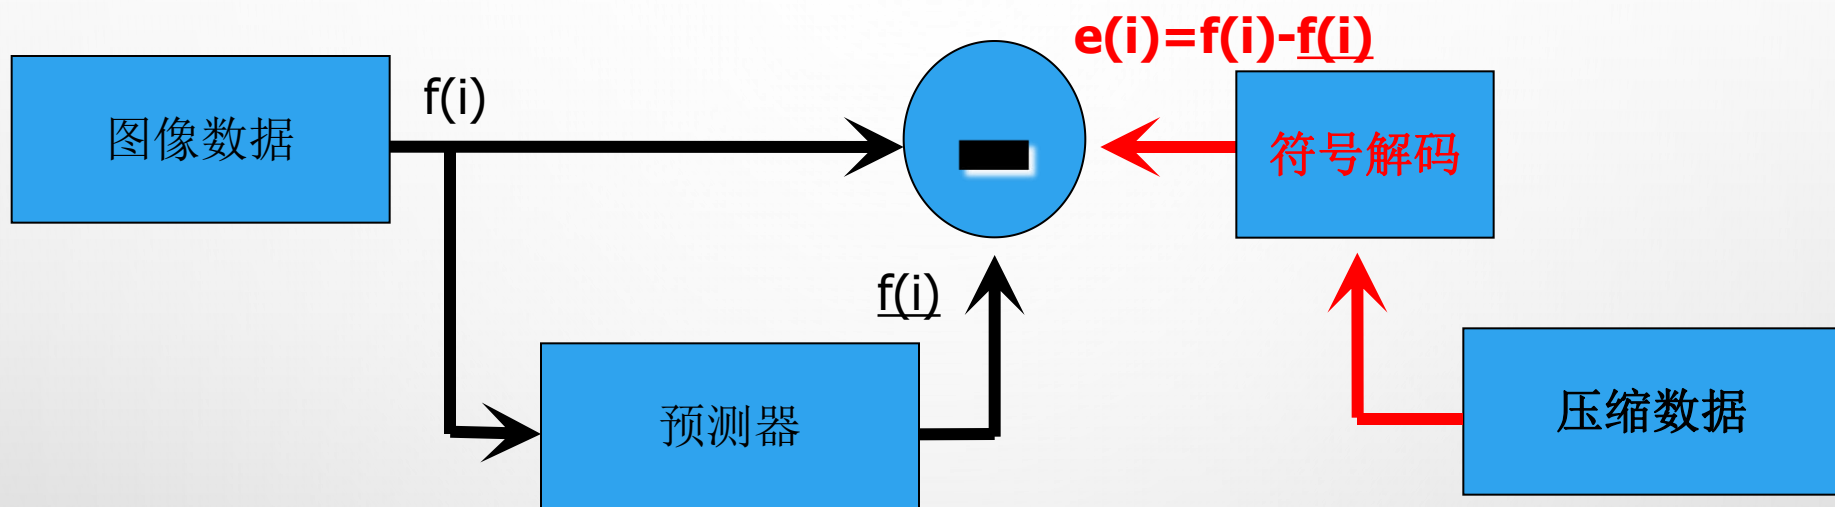 e(i)=f(i)-f(i)
f(i)
图像数据
符号解码
f(i)
预测器
压缩数据